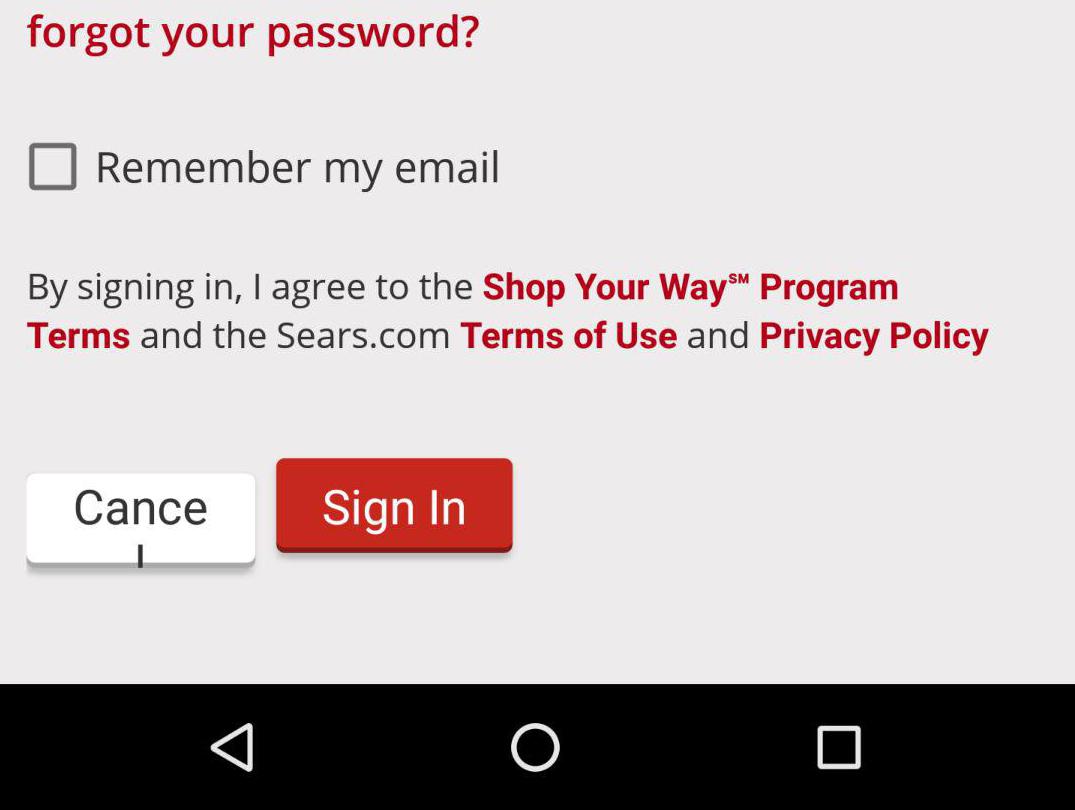 forgot your password?
Remember my email
By signing in, I agree to the Shop Your Way℠ Program
Terms and the Sears.com Terms of Use and Privacy Policy
Cance
l
Sign In